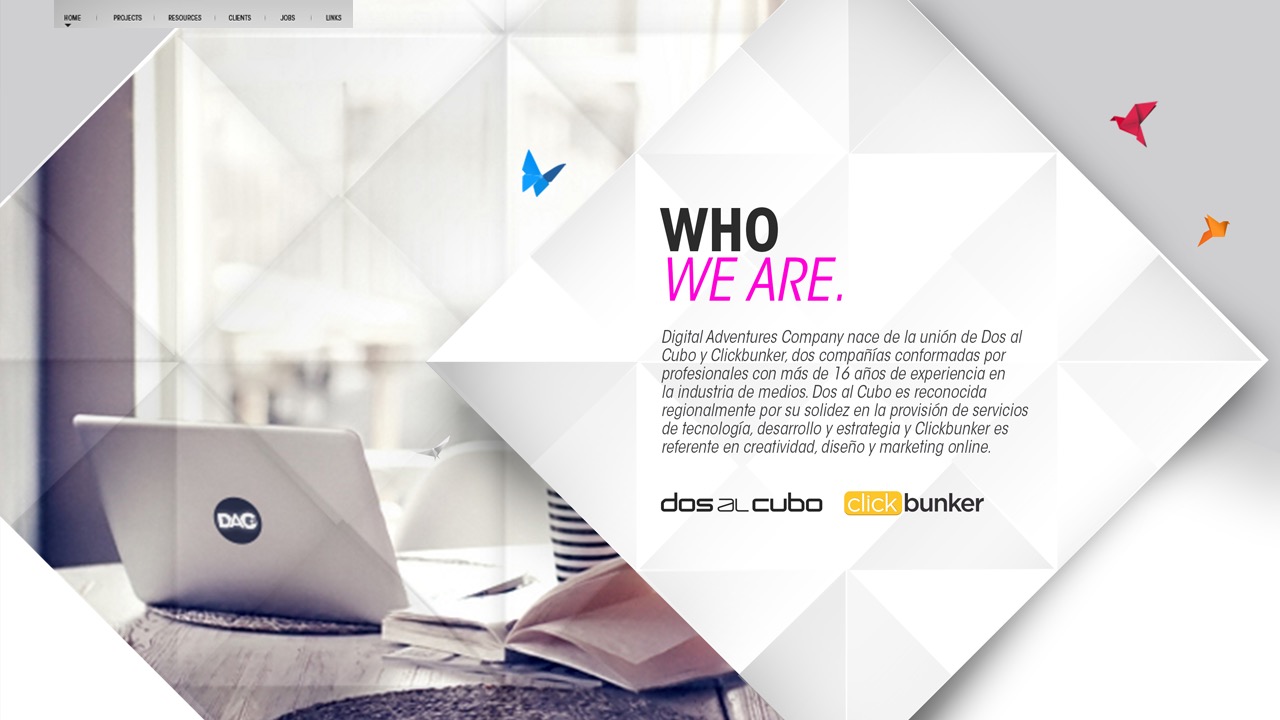 HOME PROJECTS RESOURCES CLIENTS JOBS LINKS
WHO
WE ARE.
Digital Adventures Company nace de la unión de Dos al
Cubo y Clickbunker, dos compañías conformadas por
profesionales con más de 16 años de experiencia en
la industria de medios. Dos al Cubo es reconocida
regionalmente por su solidez en la provisión de servicios
de tecnología, desarrollo y estrategia y Clickbunker es
referente en creatividad, diseño y marketing online.
dos al cubo clickbunker
DAC